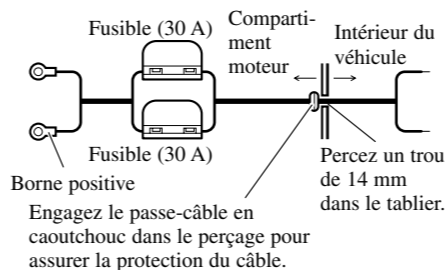 Fusible (30 A)
Comparti-
ment
moteur
Intérieur du
véhicule
Fusible (30 A)
Borne positive
Percez un trou
de 14 mm
dans le tablier.
Engagez le passe-câble en
caoutchouc dans le perçage pour
assurer la protection du câble.